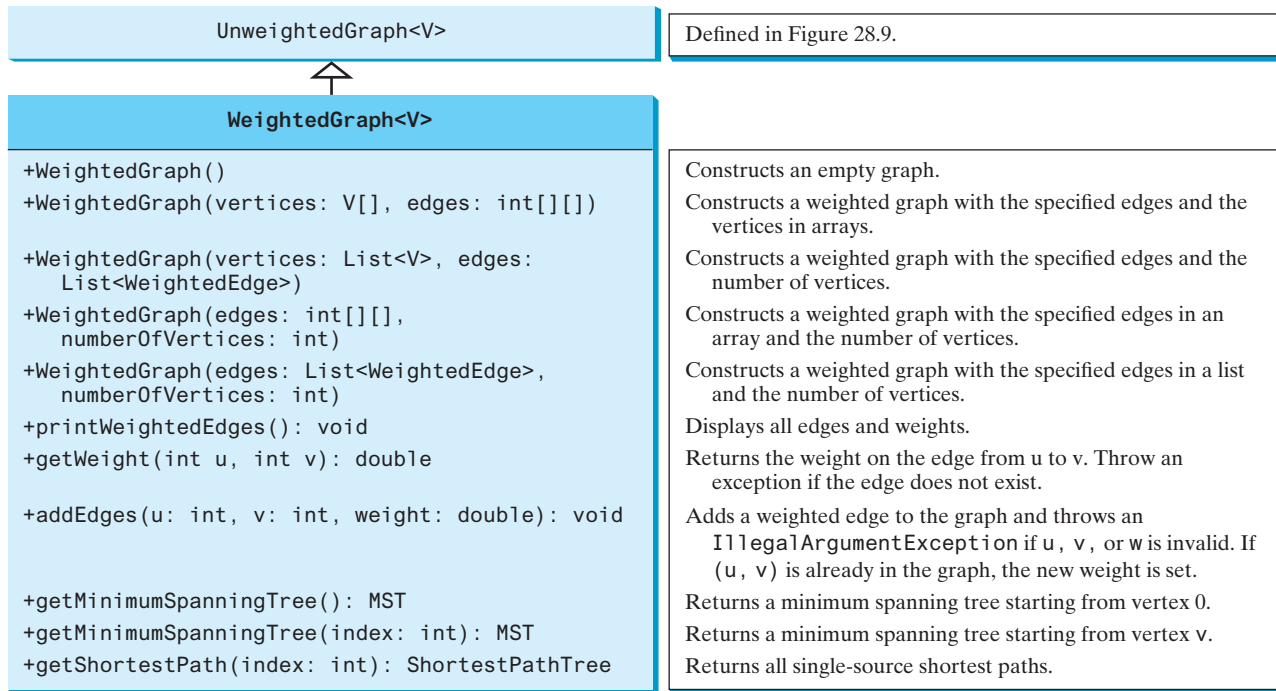 UnweightedGraph<V>
Defined in Figure 28.9.
WeightedGraph<V>
+WeightedGraph()
Constructs an empty graph.
+WeightedGraph(vertices: V[], edges: int[][])
Constructs a weighted graph with the specified edges and the
vertices in arrays.
+WeightedGraph(vertices: List<V>, edges:
List<WeightedEdge>)
Constructs a weighted graph with the specified edges and the
number of vertices.
+WeightedGraph(edges: int[][],
numberOfVertices: int)
Constructs a weighted graph with the specified edges in an
array and the number of vertices.
+WeightedGraph(edges: List<WeightedEdge>,
numberOfVertices: int)
Constructs a weighted graph with the specified edges in a list
and the number of vertices.
+printWeightedEdges(): void
Displays all edges and weights.
+getWeight(int u, int v): double
Returns the weight on the edge from u to v. Throw an
exception if the edge does not exist.
+addEdges(u: int, v: int, weight: double): void
Adds a weighted edge to the graph and throws an
IllegalArgumentException if u, v, or w is invalid. If
(u, v) is already in the graph, the new weight is set.
+getMinimumSpanningTree(): MST
Returns a minimum spanning tree starting from vertex 0.
+getMinimumSpanningTree(index: int): MST
Returns a minimum spanning tree starting from vertex v.
+getShortestPath(index: int): ShortestPathTree
Returns all single-source shortest paths.